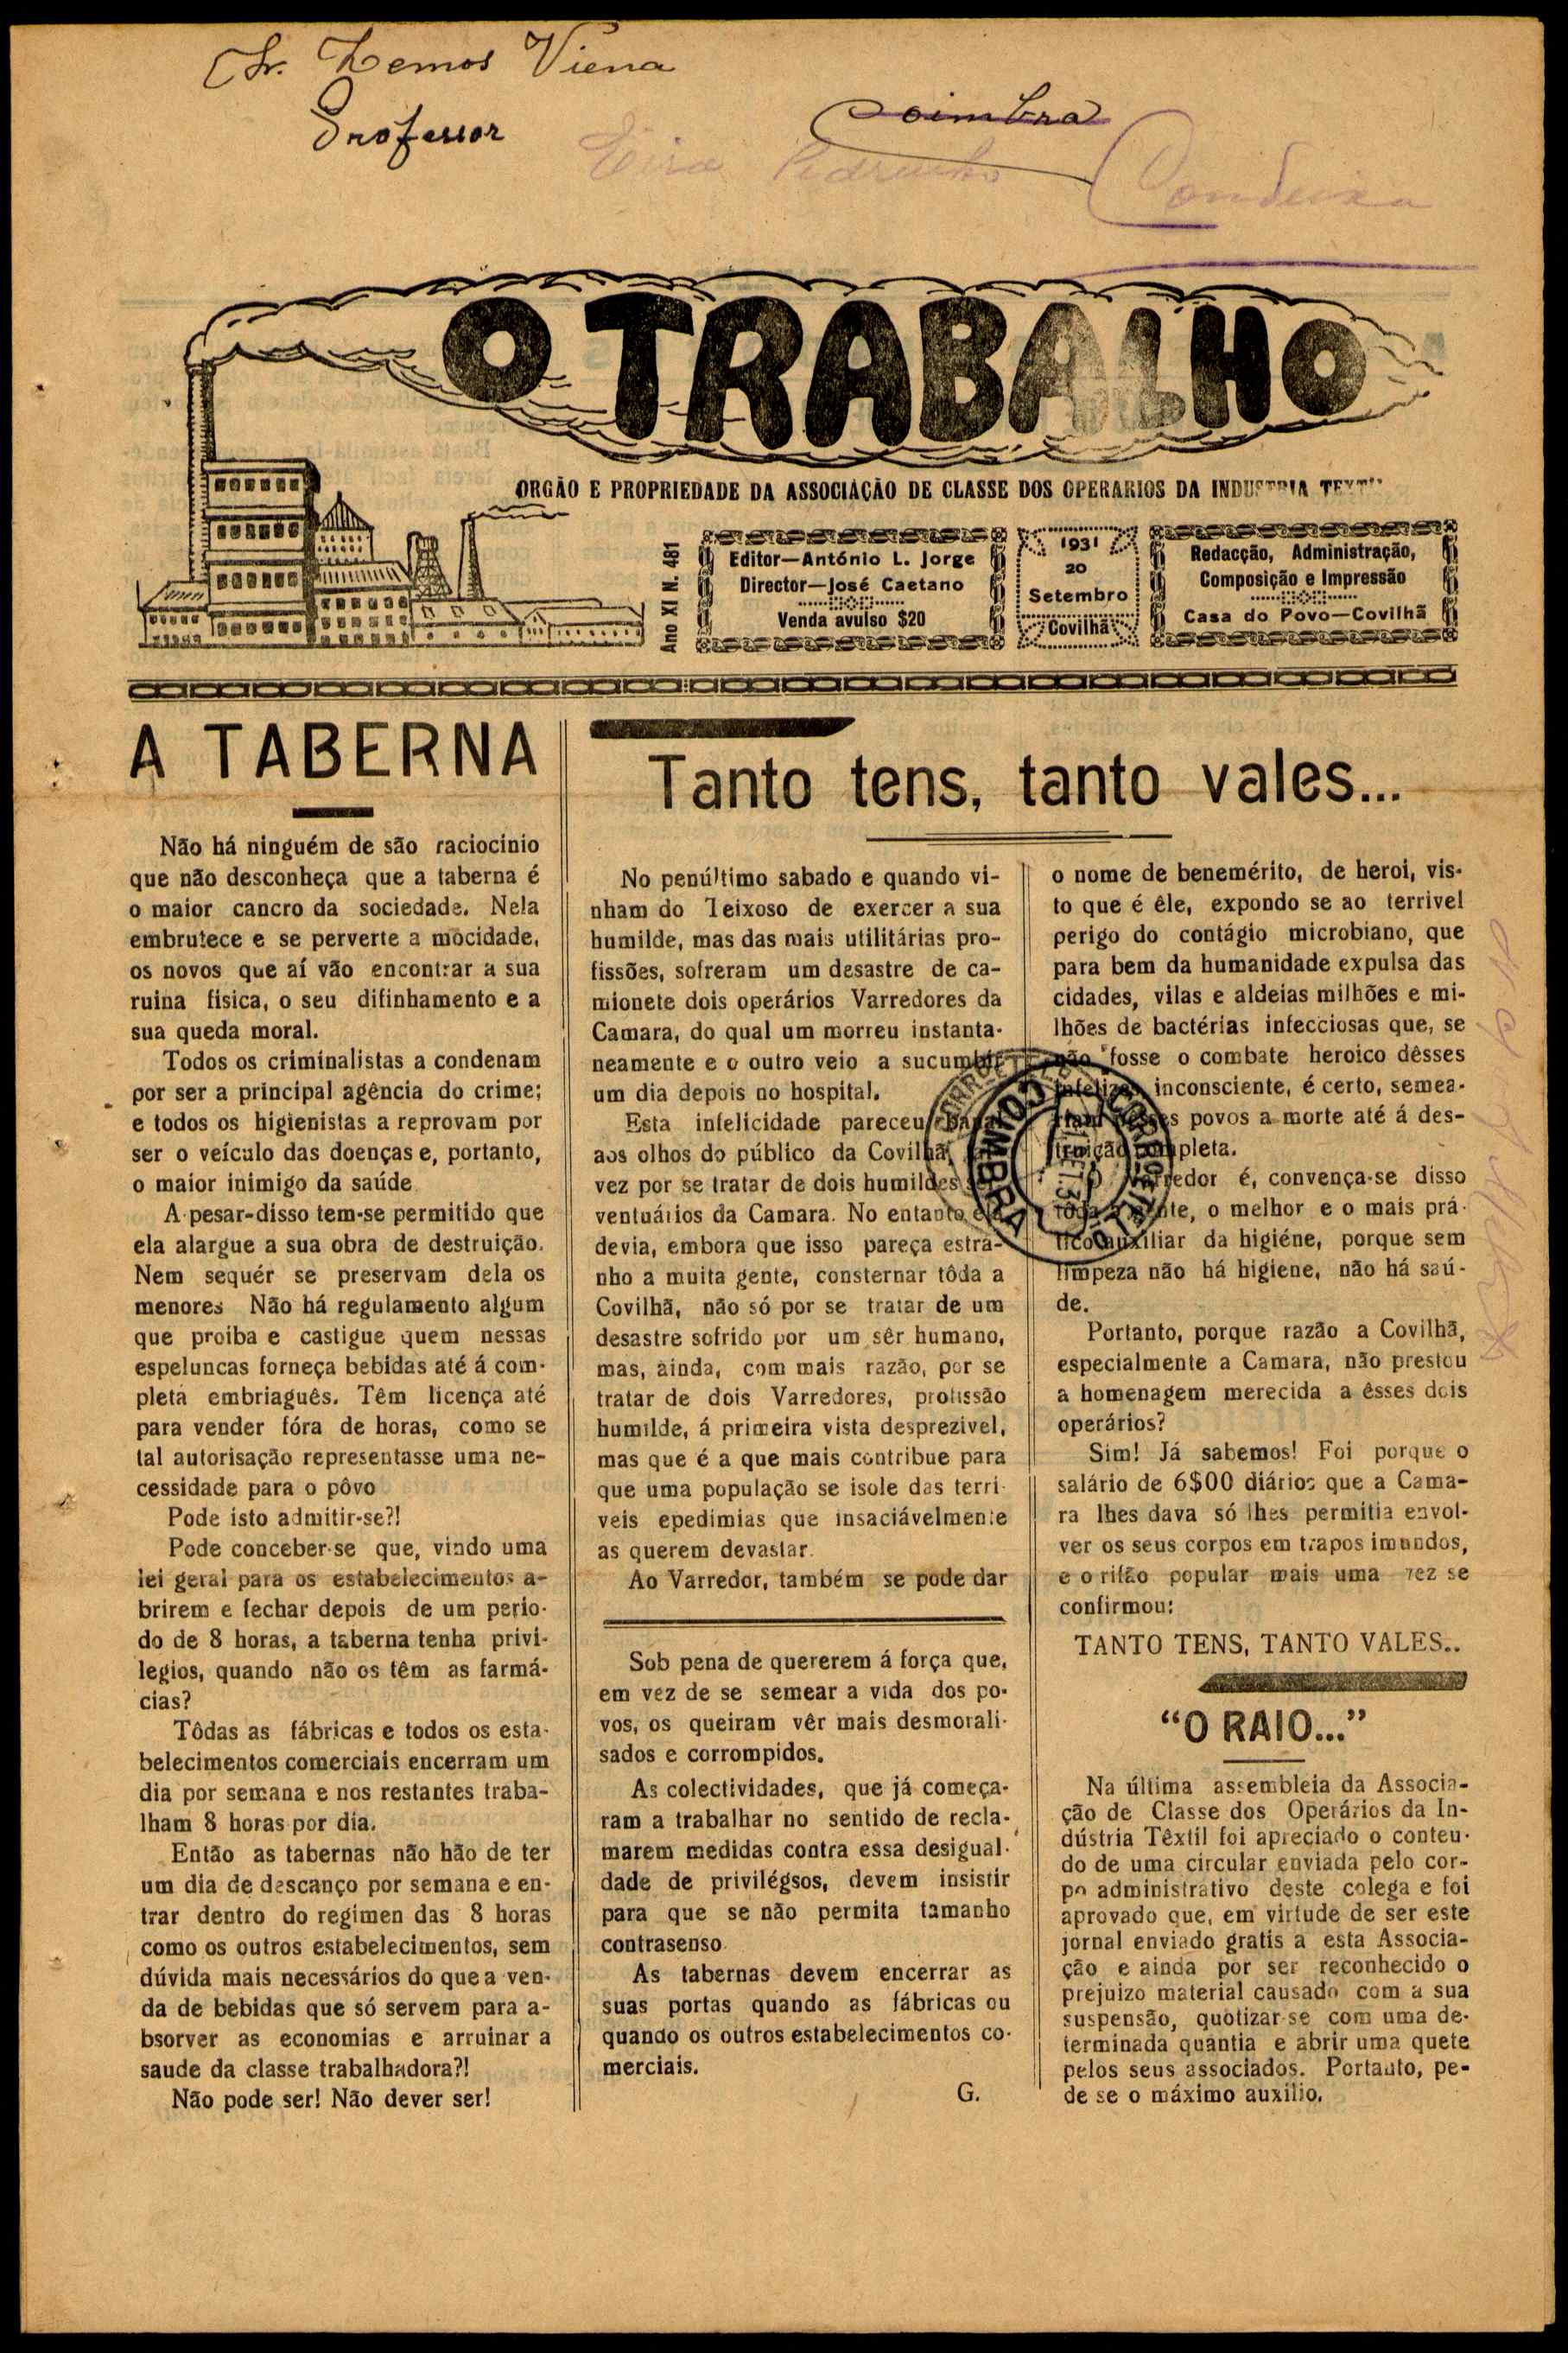 Sr. Lemos Viena
Professor
Coimbra
Condeixa
O TRABALHO
ORGÃO E PROPRIEDADE DA ASSOCIAÇÃO DE CLASSE DOS OPERARIOS DA INDUSTRIA
Ano XI N. 481
Editor—António L. Jorge
Director—José Caetano
Venda avulso $20
1931
20
Setembro
Covilhã
Redacção, Administração,
Composição e Impressão
Casa do Povo—Covilhã
A TABERNA
Não há ninguém de são raciocinio
que não desconheça que a taberna é
o maior cancro da sociedade. Nela
embrutece e se perverte a mocidade,
os novos que aí vão encontrar a sua
ruina fisica, o seu difinhamento e a
sua queda moral.
Todos os criminalistas a condenam
por ser a principal agência do crime;
e todos os higienistas a reprovam por
ser o veículo das doenças e, portanto,
o maior inimigo da saúde
A-pesar-disso tem-se permitido que
ela alargue a sua obra de destruição.
Nem sequér se preservam dela os
menores Não há regulamento algum
que proiba e castigue quem nessas
espeluncas forneça bebidas até á com-
pleta embriaguês. Têm licença até
para vender fóra de horas, como se
tal autorisação representasse uma ne-
cessidade para o pôvo
Pode isto admitir-se?!
Pode conceber-se que, vindo uma
lei geral para os estabelecimentos a-
brirem e fechar depois de um perio-
do de 8 horas, a taberna tenha privi-
legios, quando não os têm as farmá-
cias?
Tôdas as fábricas e todos os esta-
belecimentos comerciais encerram um
dia por semana e nos restantes traba-
lham 8 horas por dia.
Então as tabernas não hão de ter
um dia de descanço por semana e en-
trar dentro do regimen das 8 horas
como os outros estabelecimentos, sem
dúvida mais necessários do que a ven-
da de bebidas que só servem para a-
bsorver as economias e arruinar a
saude da classe trabalhadora?!
Não pode ser! Não dever ser!
Sob pena de quererem á força que,
em vez de se semear a vida dos po-
vos, os queiram vêr mais desmorali-
sados e corrompidos.
As colectividades, que já começa-
ram a trabalhar no sentido de recla-
marem medidas contra essa desigual-
dade de privilégsos, devem insistir
para que se não permita tamanho
contrasenso
As tabernas devem encerrar as
suas portas quando as fábricas ou
quando os outros estabelecimentos co-
merciais.
G.
Tanto tens, tanto vales...
No penúltimo sabado e quando vi-
nham do Teixoso de exercer a sua
humilde, mas das mais utilitárias pro-
fissões, sofreram um desastre de ca-
mionete dois operários Varredores da
Camara, do qual um morreu instanta-
neamente e o outro veio a sucumbir
um dia depois no hospital.
Esta infelicidade pareceu
aos olhos do público da Covilhã
vez por se tratar de dois humildes
ventuários da Camara. No entanto
devia, embora que isso pareça estra-
nho a muita gente, consternar tôda a
Covilhã, não só por se tratar de um
desastre sofrido por um sêr humano,
mas, ainda, com mais razão, por se
tratar de dois Varredores, profissão
humilde, á primeira vista desprezivel,
mas que é a que mais contribue para
que uma população se isole das terri-
veis epedimias que insaciávelmente
as querem devastar.
Ao Varredor, também se pode dar
o nome de benemérito, de heroi, vis-
to que é êle, expondo se ao terrivel
perigo do contágio microbiano, que
para bem da humanidade expulsa das
cidades, vilas e aldeias milhões e mi-
lhões de bactérias infecciosas que, se
não fosse o combate heroico dêsses
infelizes inconsciente, é certo, semea-
povos a morte até á des-
truição completa.
O Varredor é, convença-se disso
toda a gente, o melhor e o mais prá-
tico auxiliar da higiéne, porque sem
limpeza não há higiene, não há saú-
de.
Portanto, porque razão a Covilhã,
especialmente a Camara, não prestou
a homenagem merecida a êsses dois
operários?
Sim! Já sabemos! Foi porque o
salário de 6$00 diários que a Cama-
ra lhes dava só lhes permitia envol-
ver os seus corpos em trapos imundos,
e o rifão popular mais uma vez se
confirmou:
TANTO TENS, TANTO VALES..
“O RAIO...”
Na última assembleia da Associa-
ção de Classe dos Operários da In-
dústria Têxtil foi apreciado o conteu-
do de uma circular enviada pelo cor-
po administrativo deste colega e foi
aprovado que, em virtude de ser este
jornal enviado gratis a esta Associa-
ção e ainda por ser reconhecido o
prejuizo material causado com a sua
suspensão, quotizar-se com uma de-
terminada quantia e abrir uma quete
pelos seus associados. Portanto, pe-
de se o máximo auxilio.
COIMBRA